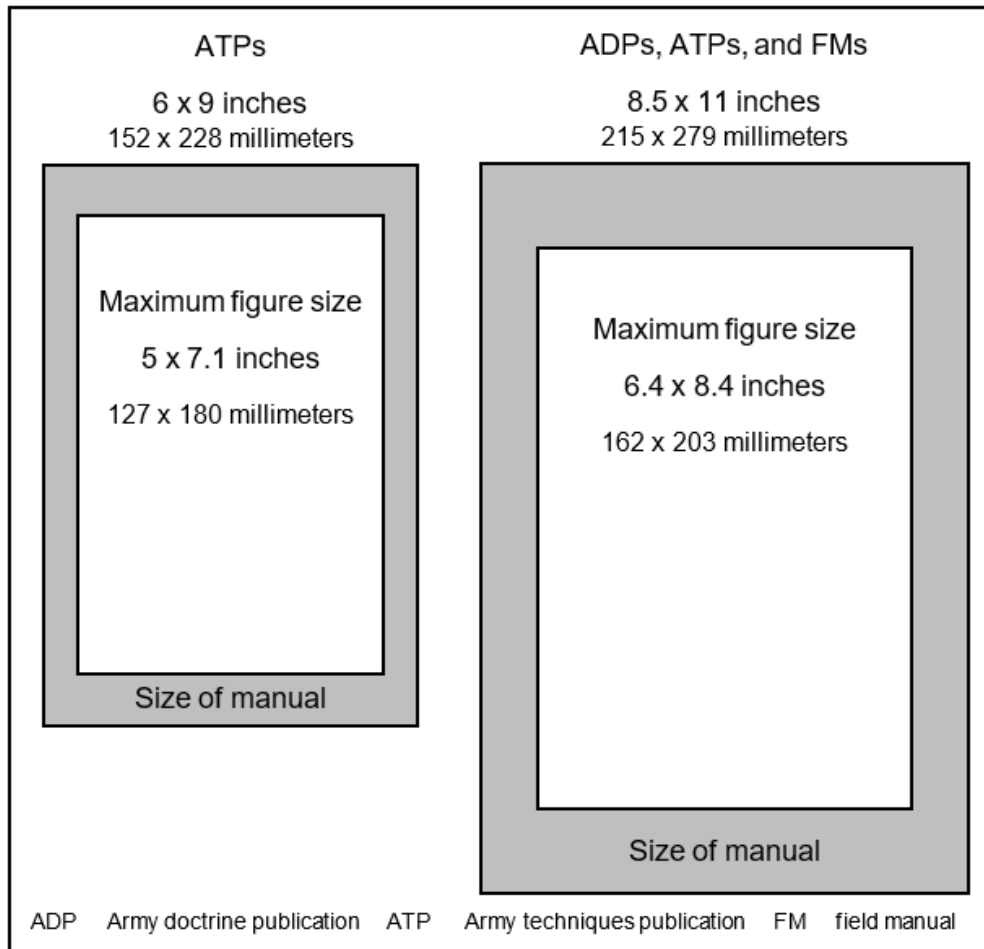 ATPs
6 x 9 inches
152 x 228 millimeters
Maximum figure size
5 x 7.1 inches
127 x 180 millimeters
Size of manual
ADPs, ATPs, and FMs
8.5 x 11 inches
215 x 279 millimeters
Maximum figure size
6.4 x 8.4 inches
162 x 203 millimeters
Size of manual
ADP Army doctrine publication ATP Army techniques publication FM field manual